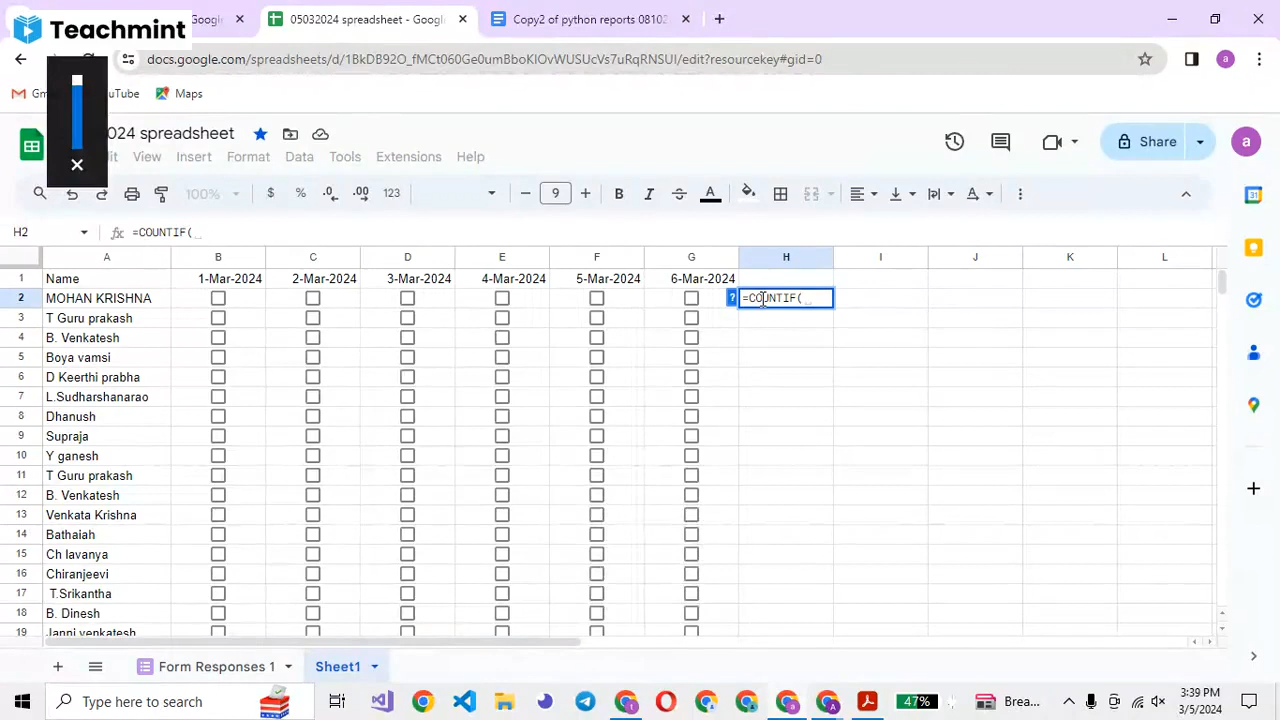 Teachmint
Google
05032024 spreadsheet - Googl
Copy2 of python reports 08102
docs.google.com/spreadsheets/d/1BkDB92O_fMCt060Ge0umBboKIOvWUSUcVs7uRqRNSUI/edit?resourcekey#gid=0
a
Maps
024 spreadsheet
View Insert Format Data Tools Extensions Help
Share
a
100% $ % .0 .00 123 9 B I A
H2 fx =COUNTIF(
A B C D E F G H I J K L
1 Name 1-Mar-2024 2-Mar-2024 3-Mar-2024 4-Mar-2024 5-Mar-2024 6-Mar-2024
2 MOHAN KRISHNA ? =COUNTIF(
3 T Guru prakash
4 B. Venkatesh
5 Boya vamsi
6 D Keerthi prabha
7 L.Sudharshanarao
8 Dhanush
9 Supraja
10 Y ganesh
11 T Guru prakash
12 B. Venkatesh
13 Venkata Krishna
14 Bathaiah
15 Ch lavanya
16 Chiranjeevi
17 T.Srikantha
18 B. Dinesh
19 Janni venkatesh
Form Responses 1 Sheet1
Type here to search
47%
Brea...
3:39 PM
3/5/2024